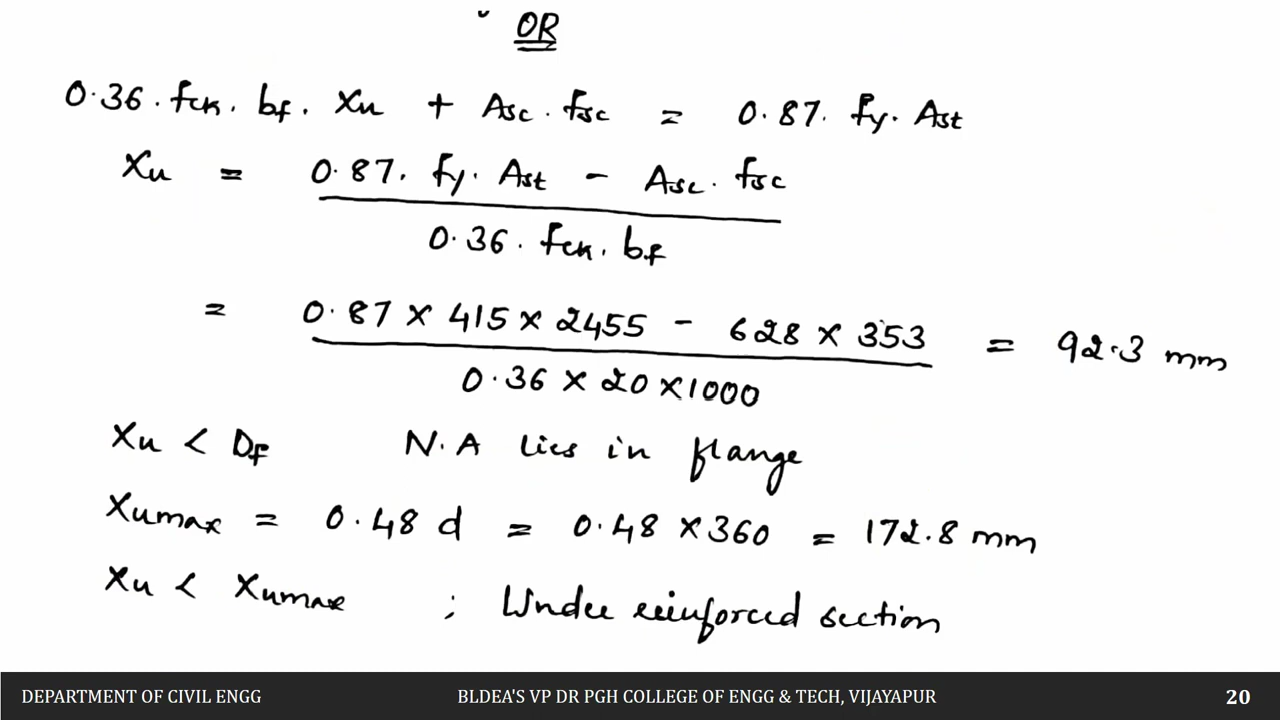 OR
0.36. fck. bf. Xu + Asc. fsc = 0.87. fy. Ast
Xu = 0.87. fy. Ast - Asc. fsc
0.36. fck. bf
= 0.87 × 415 × 2455 - 628 × 353 = 92.3 mm
0.36 × 20 × 1000
Xu < Df N.A lies in flange
Xumax = 0.48 d = 0.48 × 360 = 172.8 mm
Xu < Xumax ; Under reinforced section
DEPARTMENT OF CIVIL ENGG BLDEA'S VP DR PGH COLLEGE OF ENGG & TECH, VIJAYAPUR 20